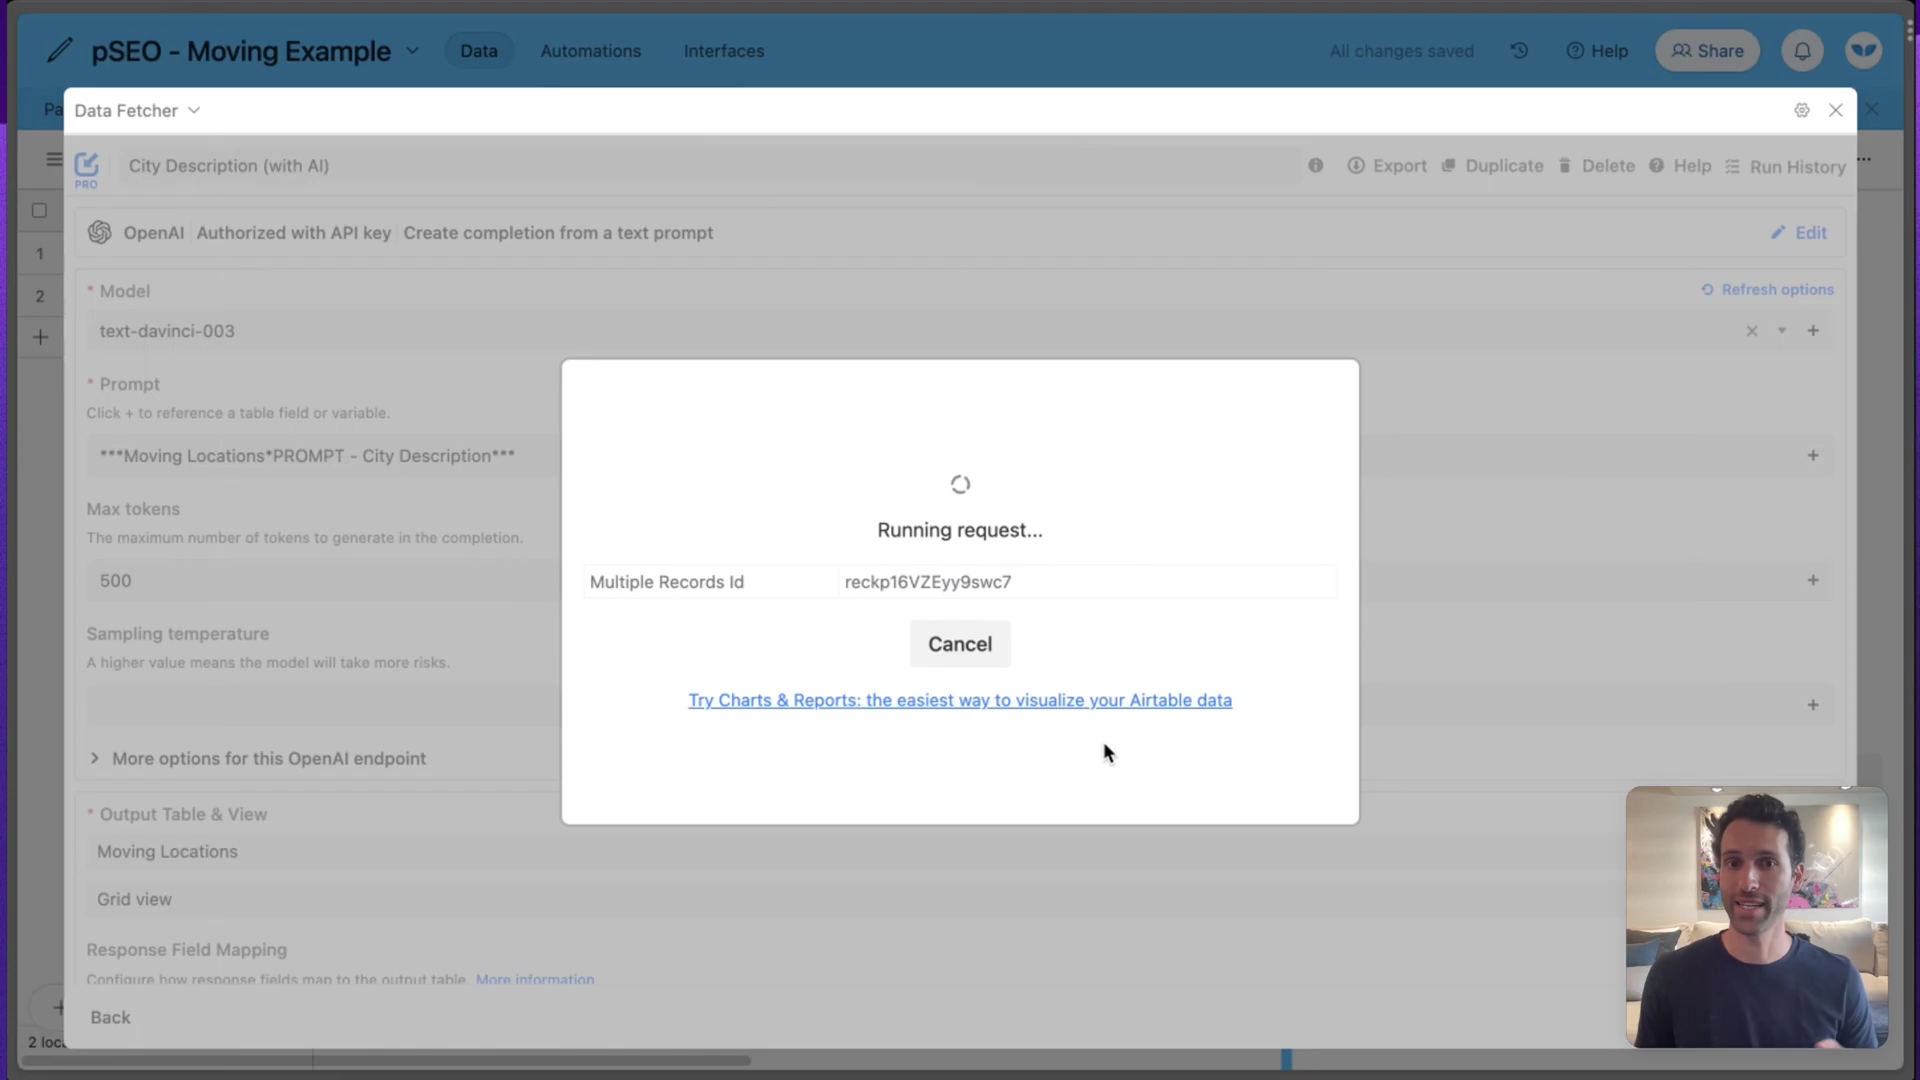 pSEO - Moving Example
Data
Automations
Interfaces
All changes saved
Help
Share
Pa
Data Fetcher
PRO
City Description (with AI)
Export
Duplicate
Delete
Help
Run History
OpenAI
Authorized with API key
Create completion from a text prompt
Edit
1
2
* Model
Refresh options
text-davinci-003
* Prompt
Click + to reference a table field or variable.
***Moving Locations*PROMPT - City Description***
Max tokens
The maximum number of tokens to generate in the completion.
500
Sampling temperature
A higher value means the model will take more risks.
More options for this OpenAI endpoint
Running request...
Multiple Records Id
reckp16VZEyy9swc7
Cancel
Try Charts & Reports: the easiest way to visualize your Airtable data
* Output Table & View
Moving Locations
Grid view
Response Field Mapping
Configure how response fields map to the output table. More information
Back
2 loc